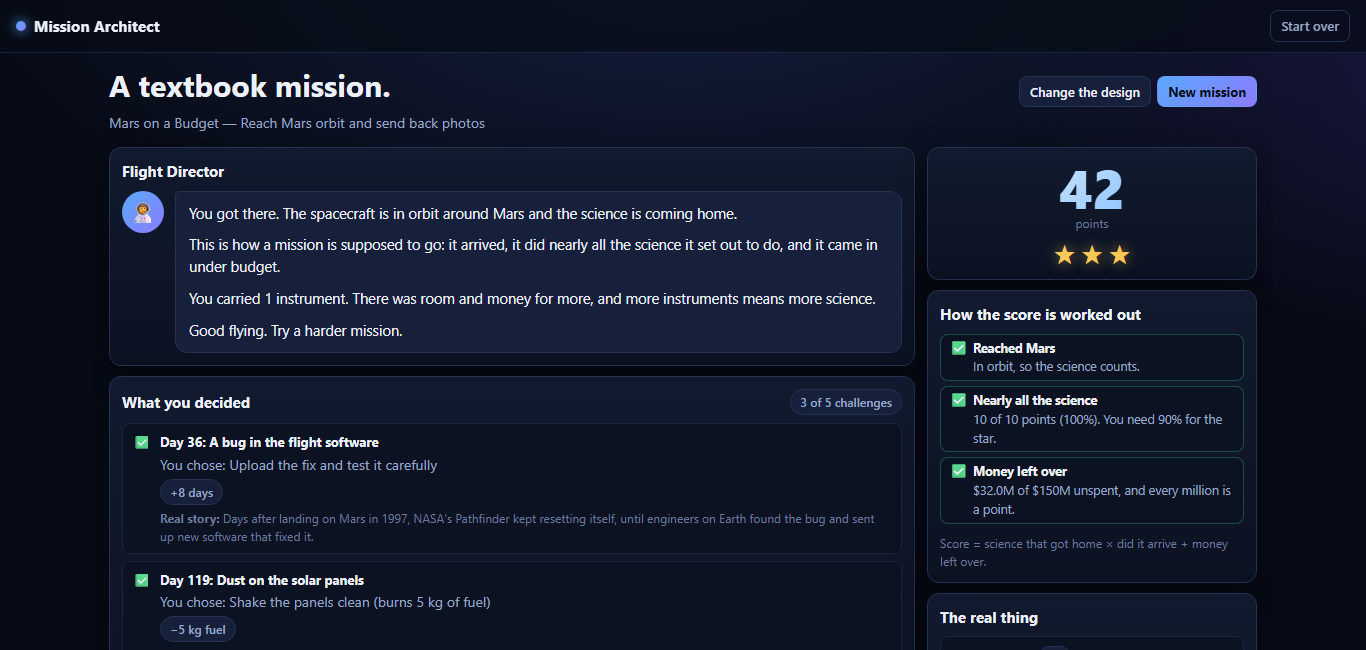 Mission Architect
Start over
A textbook mission.
Change the design
New mission
Mars on a Budget — Reach Mars orbit and send back photos
Flight Director
You got there. The spacecraft is in orbit around Mars and the science is coming home.
This is how a mission is supposed to go: it arrived, it did nearly all the science it set out to do, and it came in
under budget.
You carried 1 instrument. There was room and money for more, and more instruments means more science.
Good flying. Try a harder mission.
What you decided
3 of 5 challenges
Day 36: A bug in the flight software
You chose: Upload the fix and test it carefully
+8 days
Real story: Days after landing on Mars in 1997, NASA's Pathfinder kept resetting itself, until engineers on Earth found the bug and sent
up new software that fixed it.
Day 119: Dust on the solar panels
You chose: Shake the panels clean (burns 5 kg of fuel)
−5 kg fuel
42
points
How the score is worked out
Reached Mars
In orbit, so the science counts.
Nearly all the science
10 of 10 points (100%). You need 90% for the
star.
Money left over
$32.0M of $150M unspent, and every million is
a point.
Score = science that got home × did it arrive + money
left over.
The real thing